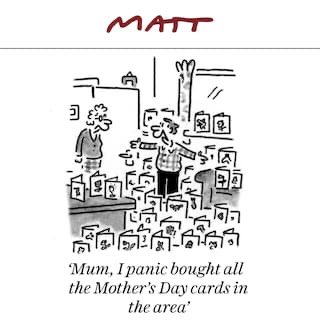 MATT
‘Mum, I panic bought all
the Mother’s Day cards in
the area’